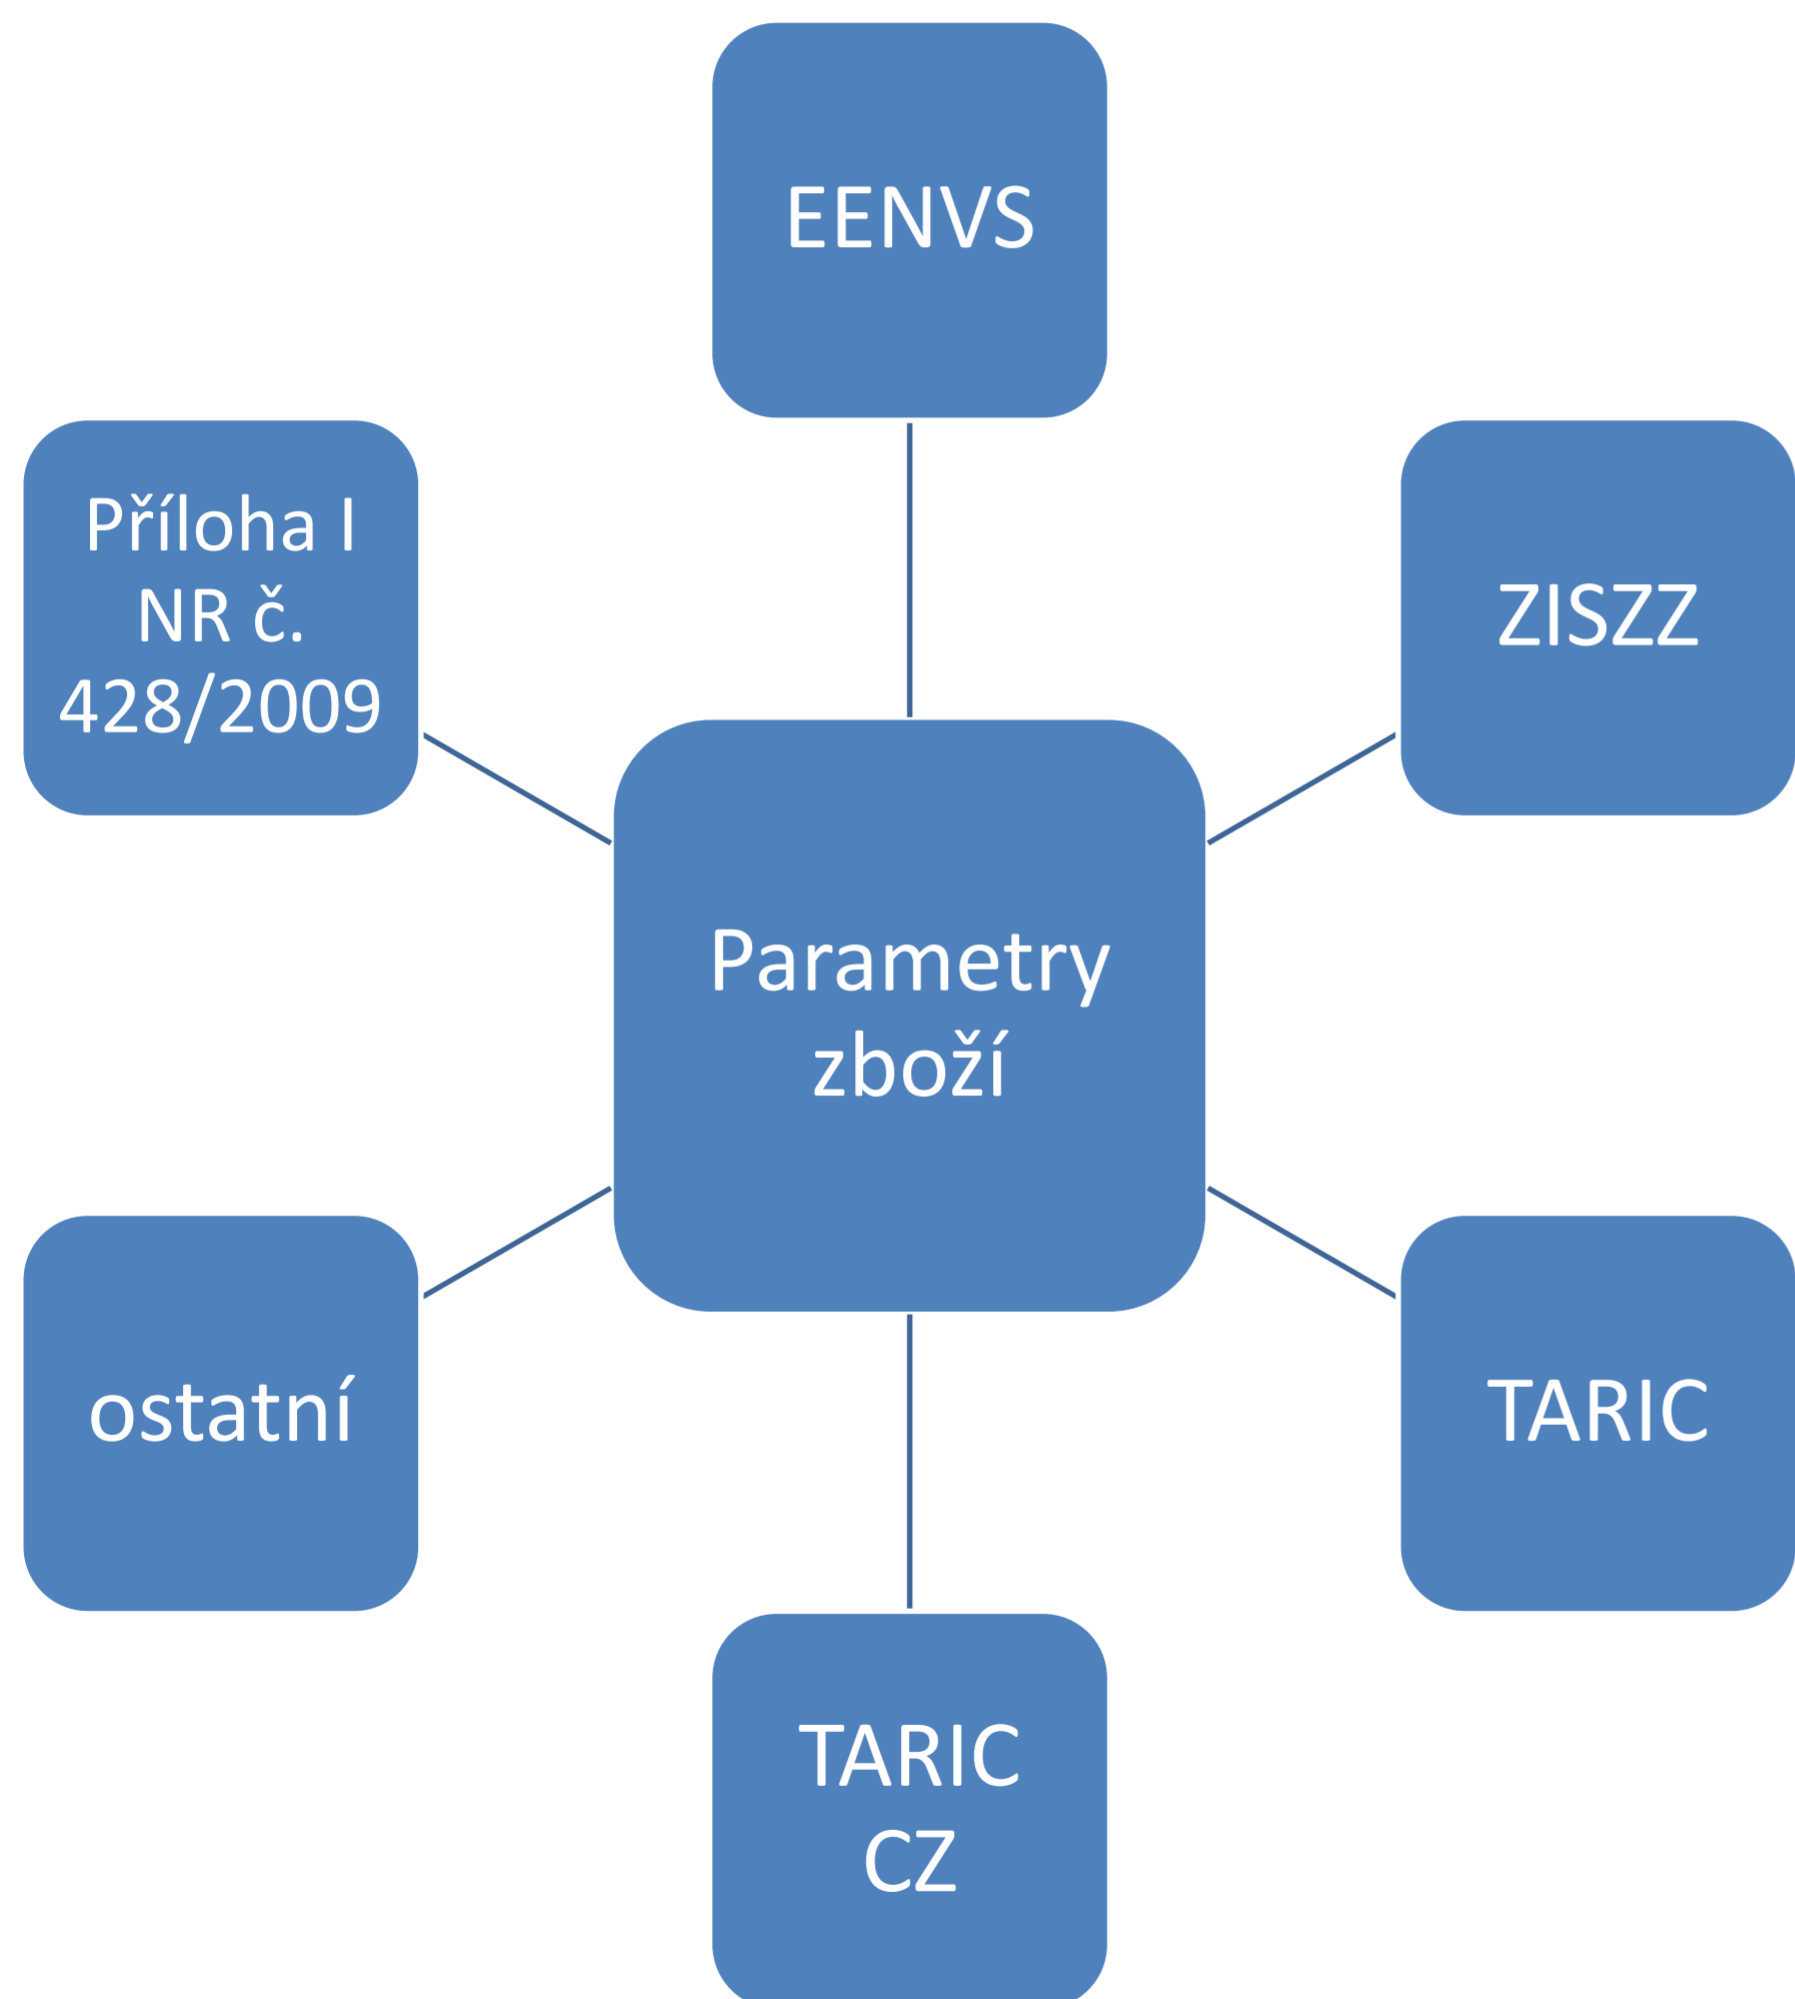 EENVS
Příloha I
NR č.
428/2009
ZISZZ
Parametry
zboží
ostatní
TARIC
TARIC
CZ